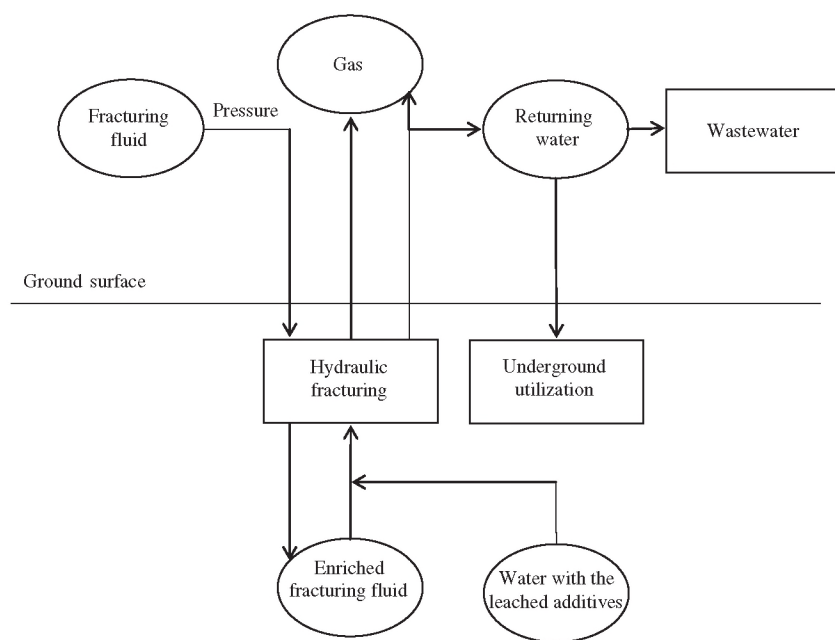 Gas
Fracturing
fluid
Pressure
Returning
water
Wastewater
Ground surface
Hydraulic
fracturing
Underground
utilization
Enriched
fracturing fluid
Water with the
leached additives